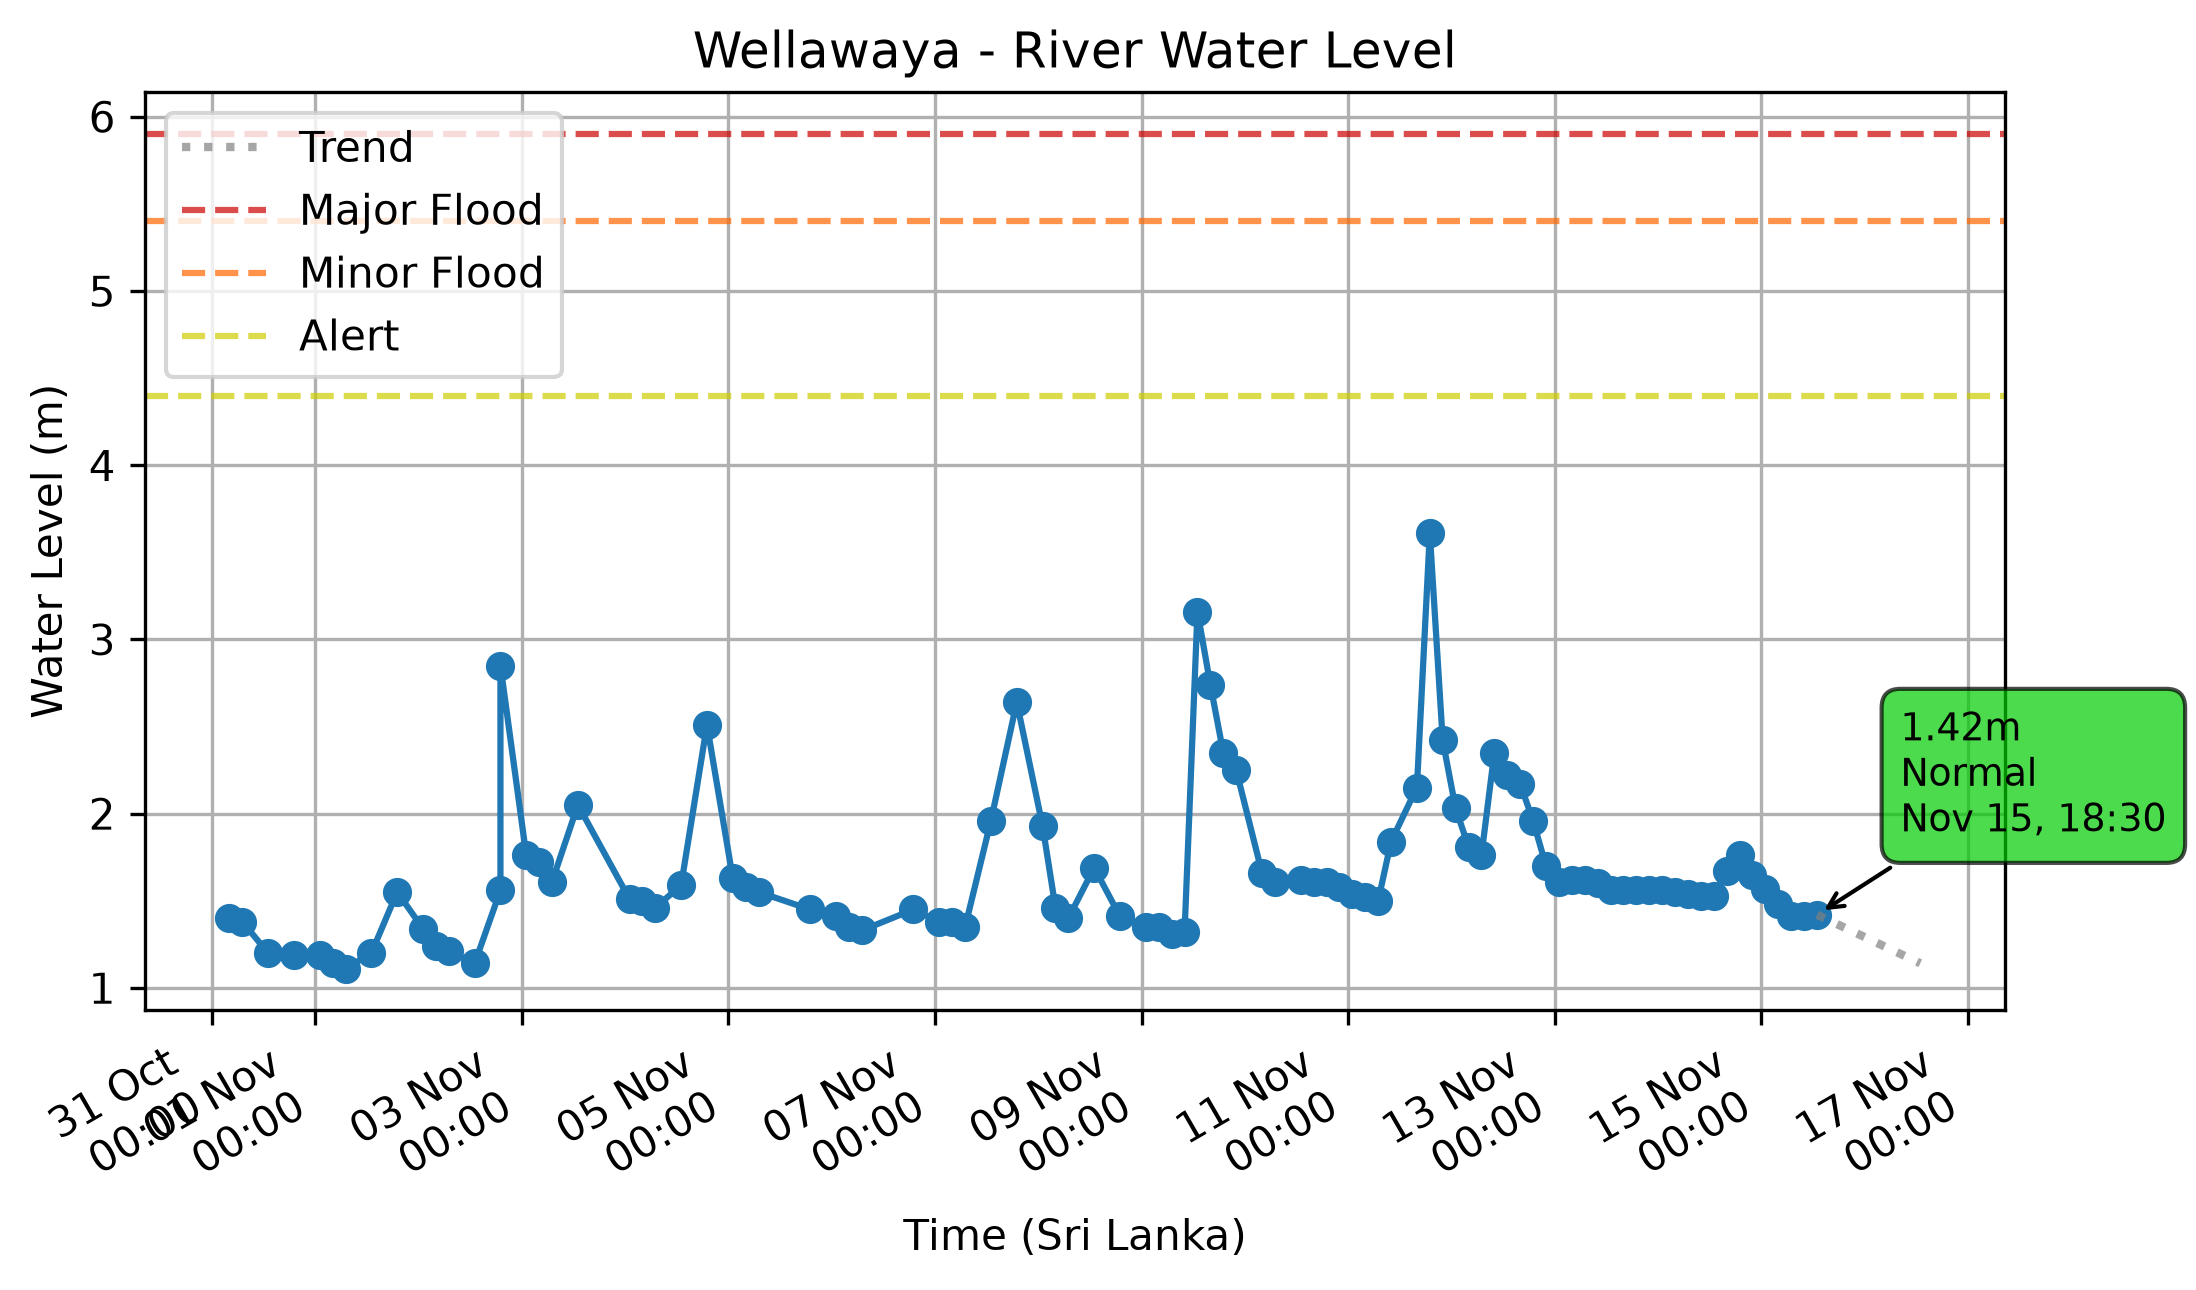 Wellawaya - River Water Level
6
5
4
3
2
1
Water Level (m)
Trend
Major Flood
Minor Flood
Alert
1.42m
Normal
Nov 15, 18:30
31 Oct
00:00
01 Nov
00:00
03 Nov
00:00
05 Nov
00:00
07 Nov
00:00
09 Nov
00:00
11 Nov
00:00
13 Nov
00:00
15 Nov
00:00
17 Nov
00:00
Time (Sri Lanka)